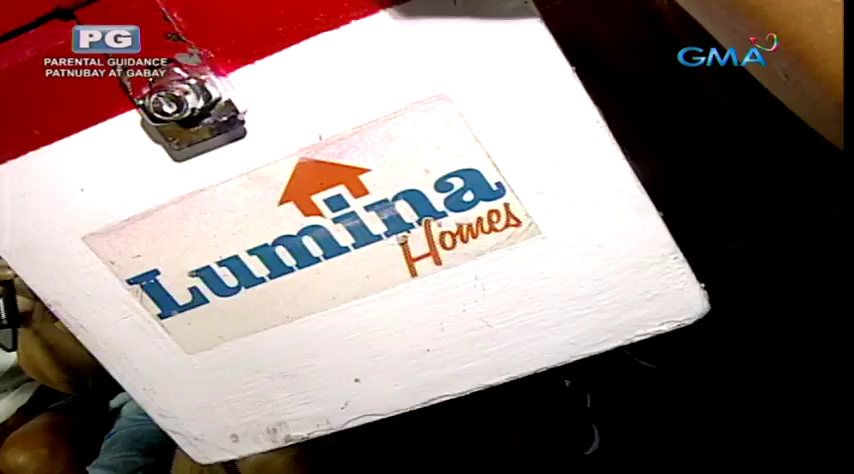 PG
PARENTAL GUIDANCE
PATNUBAY AT GABAY
GMA
Lumina
Homes